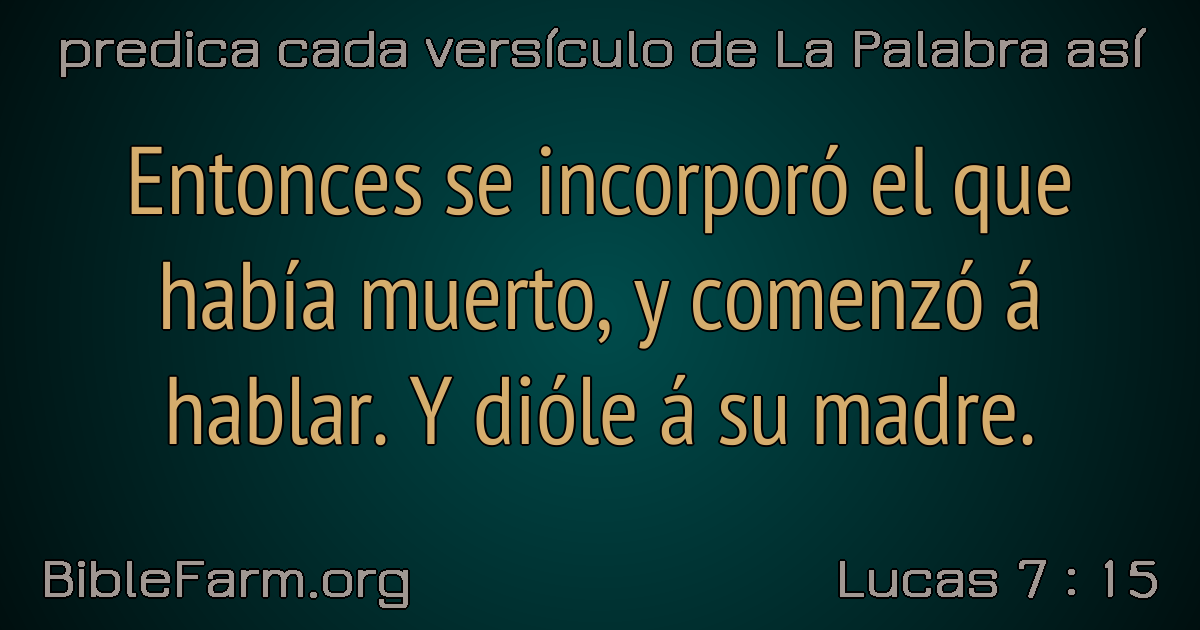 predica cada versículo de La Palabra así
Entonces se incorporó el que
había muerto, y comenzó á
hablar. Y dióle á su madre.
BibleFarm.org
Lucas 7 : 15